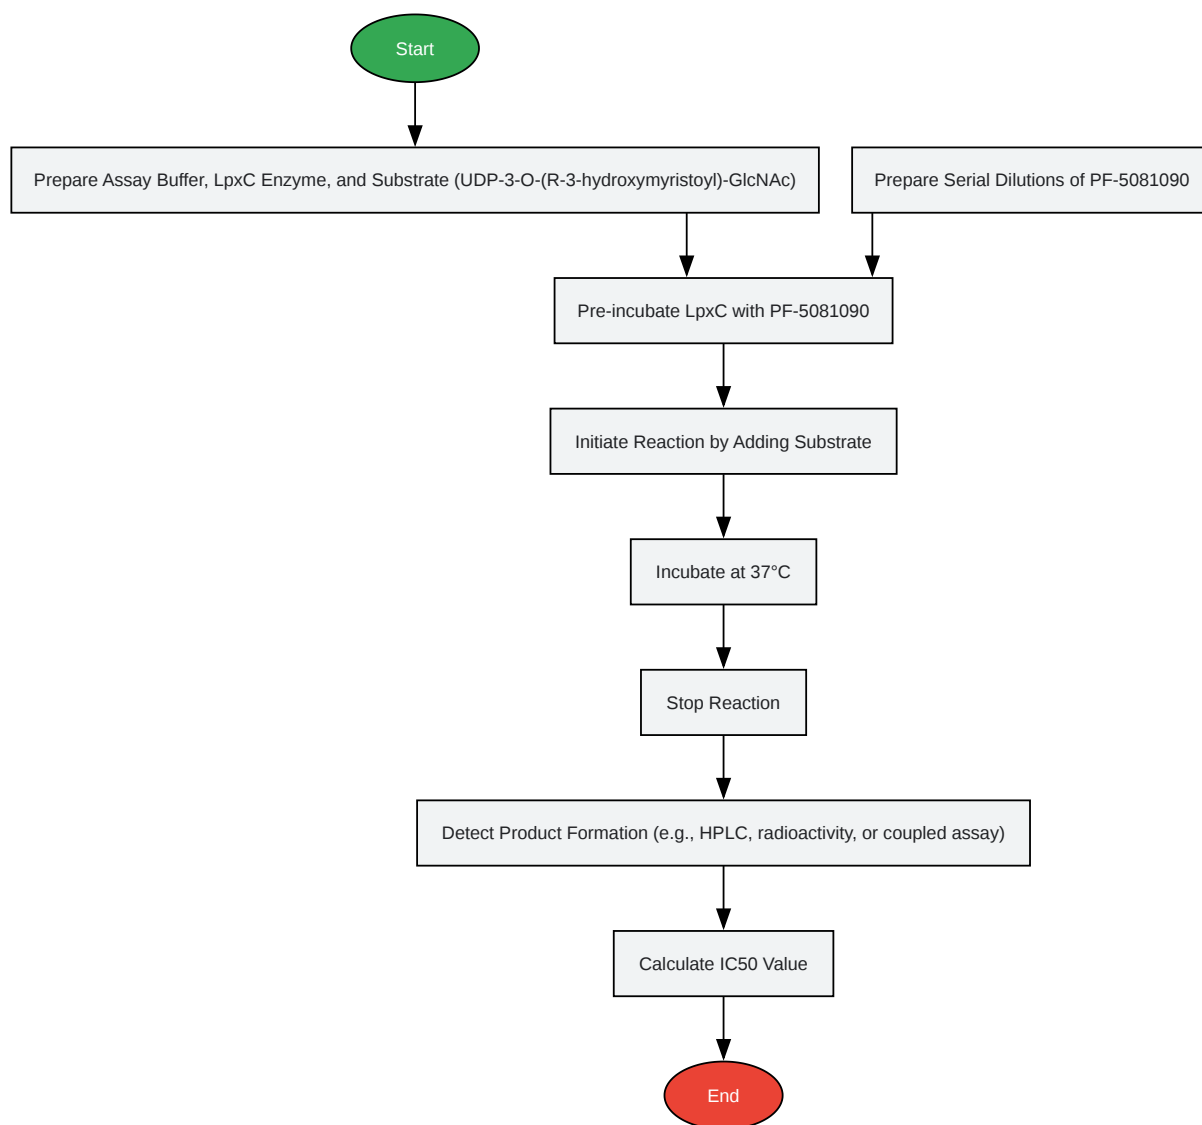 Start
Prepare Assay Buffer, LpxC Enzyme, and Substrate (UDP-3-O-(R-3-hydroxymyristoyl)-GlcNAc)
Prepare Serial Dilutions of PF-5081090
Pre-incubate LpxC with PF-5081090
Initiate Reaction by Adding Substrate
Incubate at 37°C
Stop Reaction
Detect Product Formation (e.g., HPLC, radioactivity, or coupled assay)
Calculate IC50 Value
End